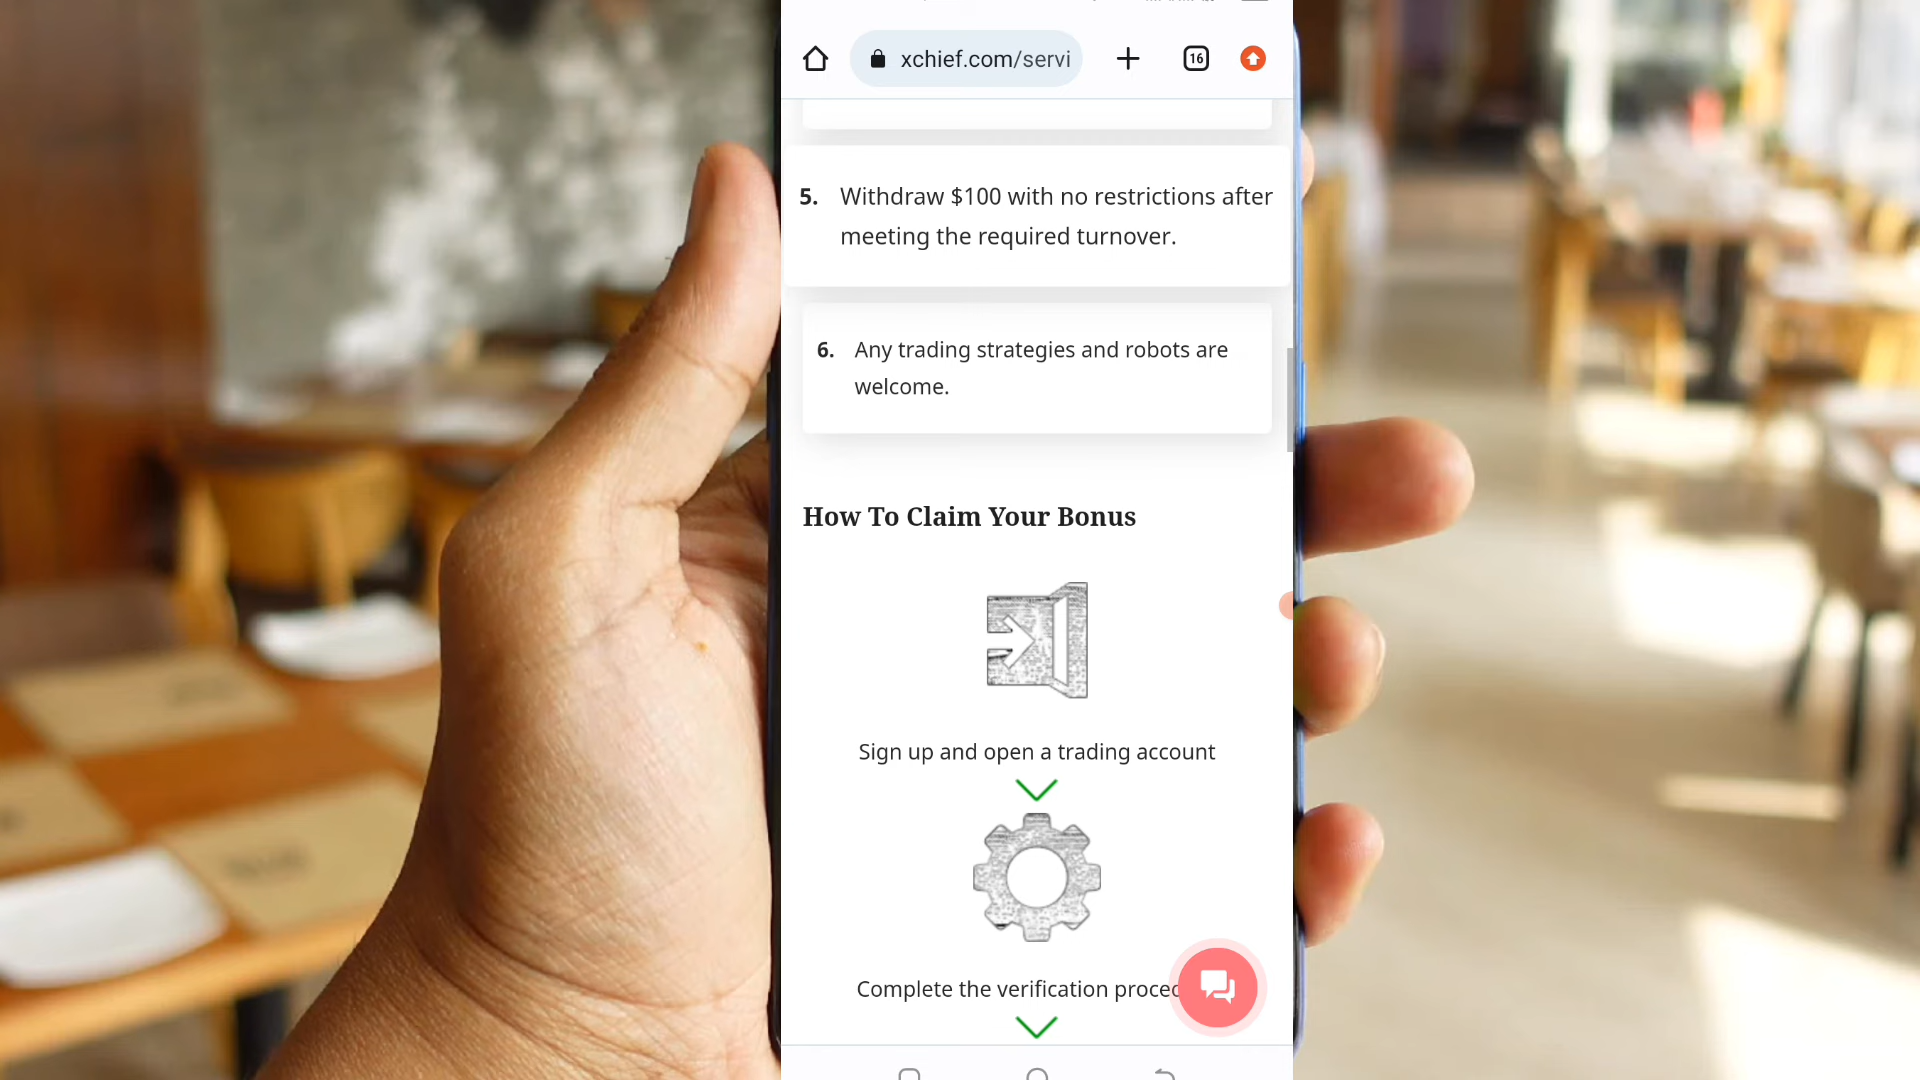 xchief.com/servi
16
5. Withdraw $100 with no restrictions after
meeting the required turnover.
6. Any trading strategies and robots are
welcome.
How To Claim Your Bonus
Sign up and open a trading account
Complete the verification